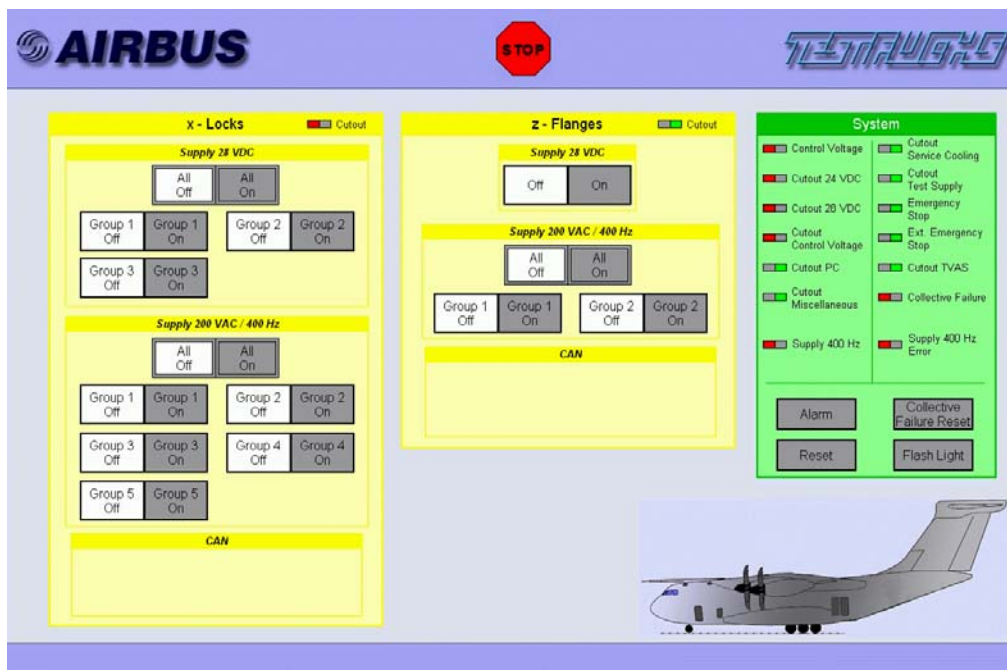 AIRBUS
STOP
TESTRUCKS
x - Locks
Cutout
Supply 28 VDC
All
Off
All
On
Group 1
Off
Group 1
On
Group 2
Off
Group 2
On
Group 3
Off
Group 3
On
Supply 200 VAC / 400 Hz
All
Off
All
On
Group 1
Off
Group 1
On
Group 2
Off
Group 2
On
Group 3
Off
Group 3
On
Group 4
Off
Group 4
On
Group 5
Off
Group 5
On
CAN
z - Flanges
Cutout
Supply 28 VDC
Off
On
Supply 200 VAC / 400 Hz
All
Off
All
On
Group 1
Off
Group 1
On
Group 2
Off
Group 2
On
CAN
System
Control Voltage
Cutout
Service Cooling
Cutout 24 VDC
Cutout
Test Supply
Cutout 28 VDC
Emergency
Stop
Cutout
Control Voltage
Ext. Emergency
Stop
Cutout PC
Cutout TVAS
Cutout
Miscellaneous
Collective Failure
Supply 400 Hz
Supply 400 Hz
Error
Alarm
Collective
Failure Reset
Reset
Flash Light